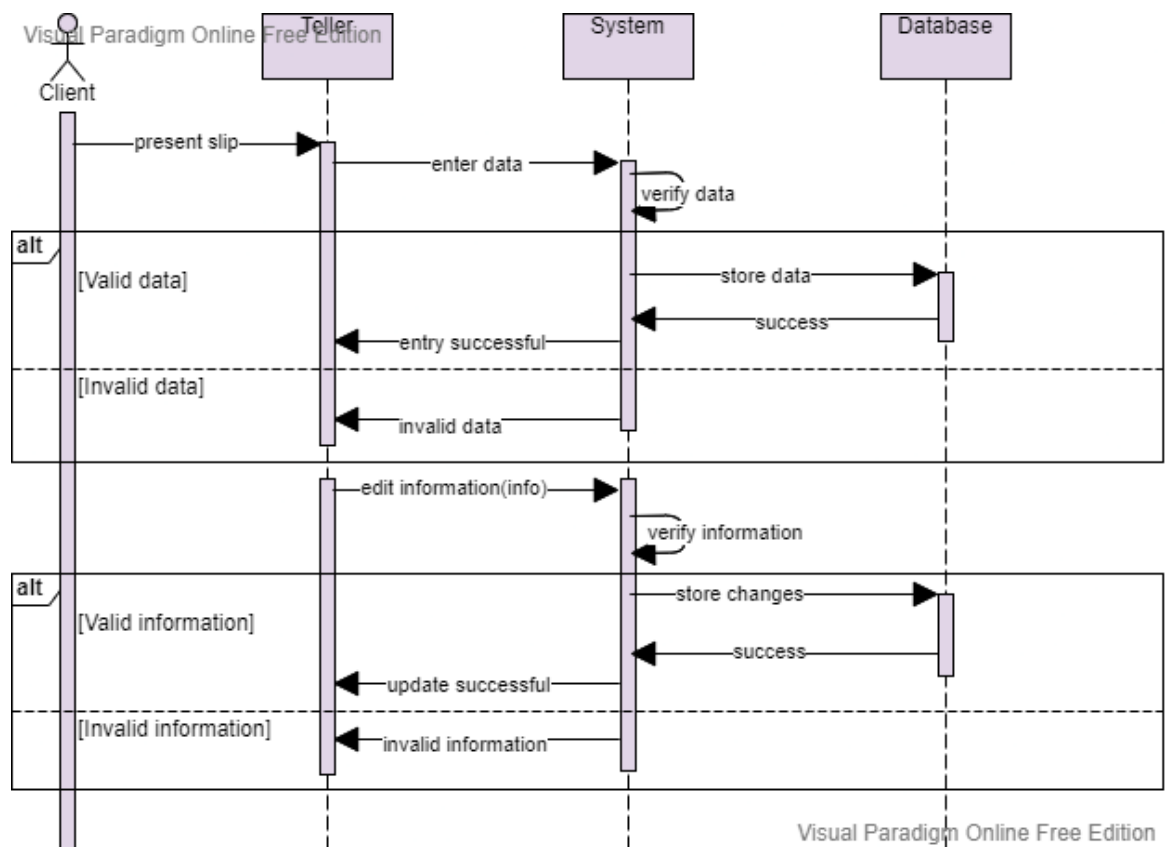 Visual Paradigm Online Free Edition
Teller
System
Database
Client
present slip
enter data
verify data
alt
[Valid data]
store data
success
entry successful
[Invalid data]
invalid data
edit information(info)
verify information
alt
store changes
[Valid information]
success
update successful
[Invalid information]
invalid information
Visual Paradigm Online Free Edition